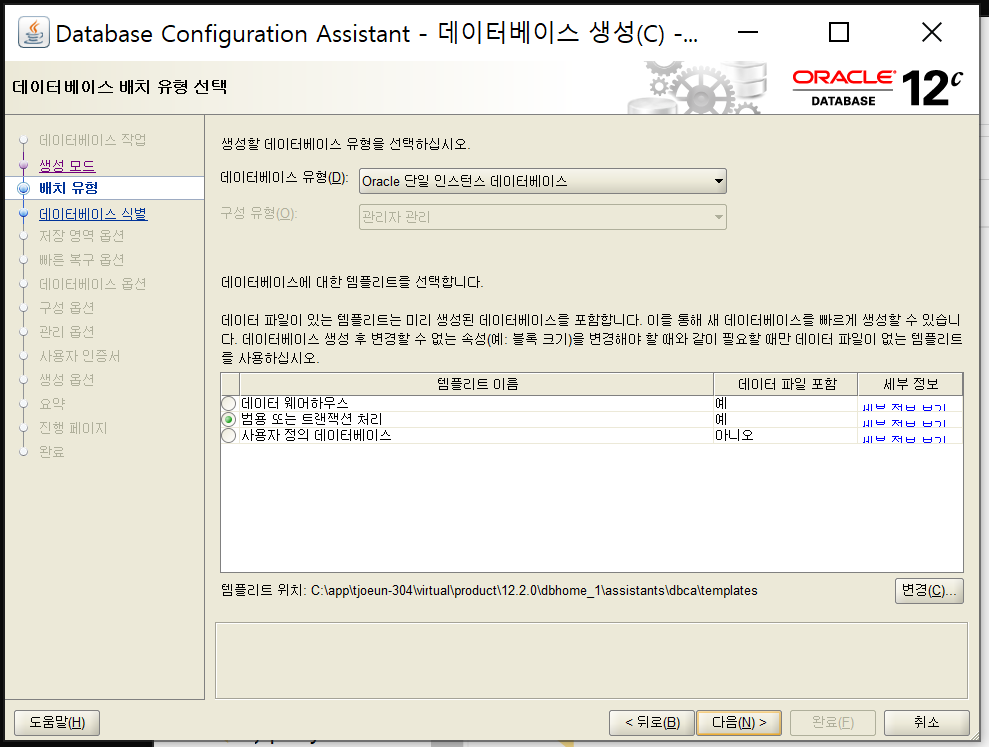 Database Configuration Assistant - 데이터베이스 생성(C) -...
데이터베이스 배치 유형 선택
ORACLE
DATABASE
12c
데이터베이스 작업
생성 모드
배치 유형
데이터베이스 식별
저장 영역 옵션
빠른 복구 옵션
데이터베이스 옵션
구성 옵션
관리 옵션
사용자 인증서
생성 옵션
요약
진행 페이지
완료
생성할 데이터베이스 유형을 선택하십시오.
데이터베이스 유형(D): Oracle 단일 인스턴스 데이터베이스
구성 유형(O): 관리자 관리
데이터베이스에 대한 템플리트를 선택합니다.
데이터 파일이 있는 템플리트는 미리 생성된 데이터베이스를 포함합니다. 이를 통해 새 데이터베이스를 빠르게 생성할 수 있습니
다. 데이터베이스 생성 후 변경할 수 없는 속성(예: 블록 크기)을 변경해야 할 때와 같이 필요할 때만 데이터 파일이 없는 템플리트
를 사용하십시오.
템플리트 이름 데이터 파일 포함 세부 정보
데이터 웨어하우스 예 세부 정보 보기
범용 또는 트랜잭션 처리 예 세부 정보 보기
사용자 정의 데이터베이스 아니오 세부 정보 보기
템플리트 위치: C:\app\tjoeun-304\virtual\product\12.2.0\dbhome_1\assistants\dbca\templates
변경(C)...
도움말(H)
< 뒤로(B)
다음(N) >
완료(F)
취소